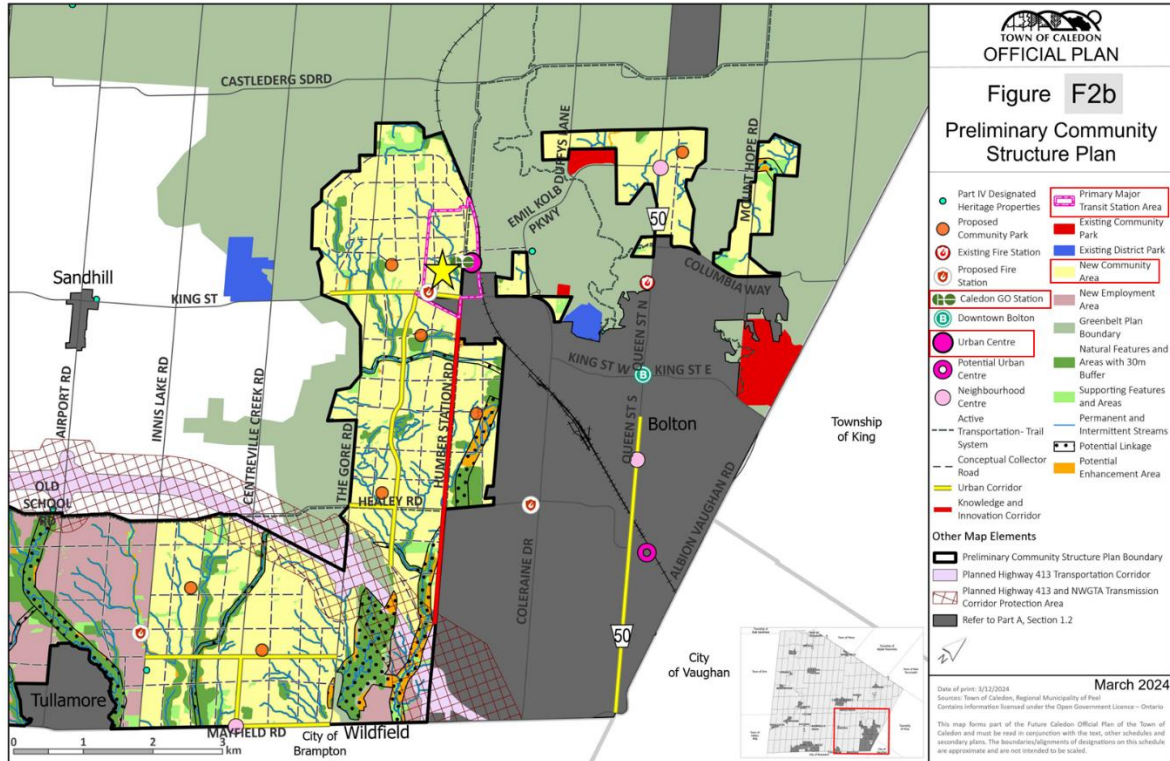 CASTLEDERG SDRD
DUFFYS LANE
MOUNT HOPE RD
EMIL KOLB
PKWY
50
COLUMBIA WAY
Sandhill
KING ST
AIRPORT RD
INNIS LAKE RD
CENTREVILLE CREEK RD
THE GORE RD
HUMBER STATION RD
QUEEN ST N
KING ST W
B
KING ST E
QUEEN ST S
Bolton
Township
of King
OLD
SCHOOL
RD
HEALEY RD
COLERAINE DR
ALBION VAUGHAN RD
50
City
of Vaughan
Tullamore
MAYFIELD RD
City of
Brampton
Wildfield
0 1 2 3
km
TOWN OF CALEDON
OFFICIAL PLAN
Figure F2b
Preliminary Community
Structure Plan
Part IV Designated
Heritage Properties
Proposed
Community Park
Existing Fire Station
Proposed Fire
Station
Caledon GO Station
B
Downtown Bolton
Urban Centre
Potential Urban
Centre
Neighbourhood
Centre
Active
Transportation- Trail
System
Conceptual Collector
Road
Urban Corridor
Knowledge and
Innovation Corridor
Primary Major
Transit Station Area
Existing Community
Park
Existing District Park
New Community
Area
New Employment
Area
Greenbelt Plan
Boundary
Natural Features and
Areas with 30m
Buffer
Supporting Features
and Areas
Permanent and
Intermittent Streams
Potential Linkage
Potential
Enhancement Area
Other Map Elements
Preliminary Community Structure Plan Boundary
Planned Highway 413 Transportation Corridor
Planned Highway 413 and NWGTA Transmission
Corridor Protection Area
Refer to Part A, Section 1.2
N
March 2024
Date of print: 3/12/2024
Sources: Town of Caledon, Regional Municipality of Peel
Contains Information licensed under the Open Government Licence – Ontario
This map forms part of the Future Caledon Official Plan of the Town of
Caledon and must be read in conjunction with the text, other schedules and
secondary plans. The boundaries/alignments of designations on this schedule
are approximate and are not intended to be scaled.